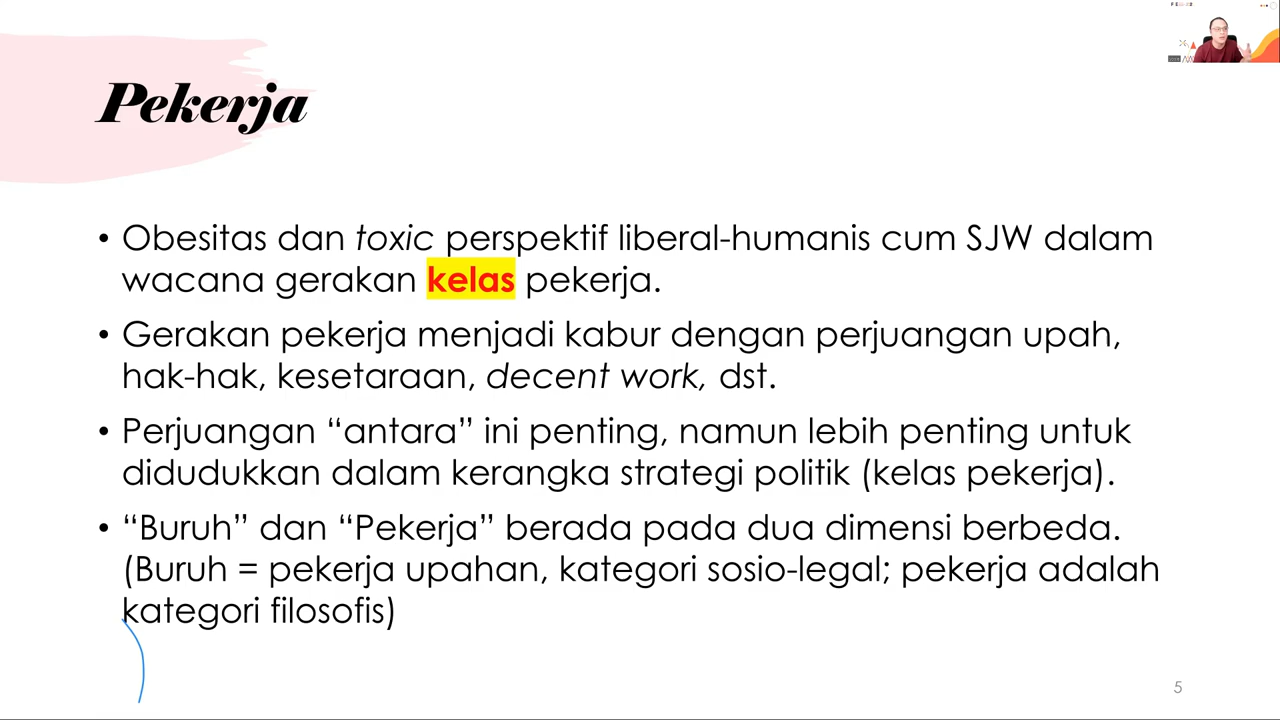 Pekerja
• Obesitas dan toxic perspektif liberal-humanis cum SJW dalam
wacana gerakan kelas pekerja.
• Gerakan pekerja menjadi kabur dengan perjuangan upah,
hak-hak, kesetaraan, decent work, dst.
• Perjuangan “antara” ini penting, namun lebih penting untuk
didudukkan dalam kerangka strategi politik (kelas pekerja).
• “Buruh” dan “Pekerja” berada pada dua dimensi berbeda.
(Buruh = pekerja upahan, kategori sosio-legal; pekerja adalah
kategori filosofis)
5